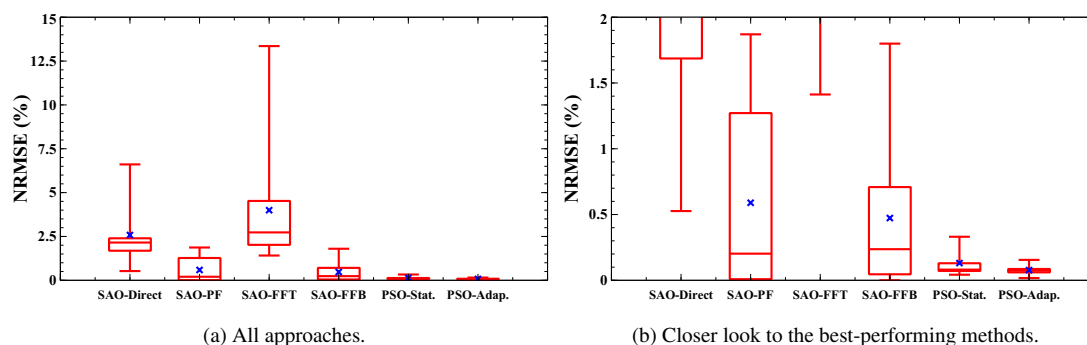 15
12.5
10
7.5
5
2.5
0
NRMSE (%)
SAO-Direct SAO-PF SAO-FFT SAO-FFB PSO-Stat. PSO-Adap.
(a) All approaches.
2
1.5
1
0.5
0
NRMSE (%)
SAO-Direct SAO-PF SAO-FFT SAO-FFB PSO-Stat. PSO-Adap.
(b) Closer look to the best-performing methods.